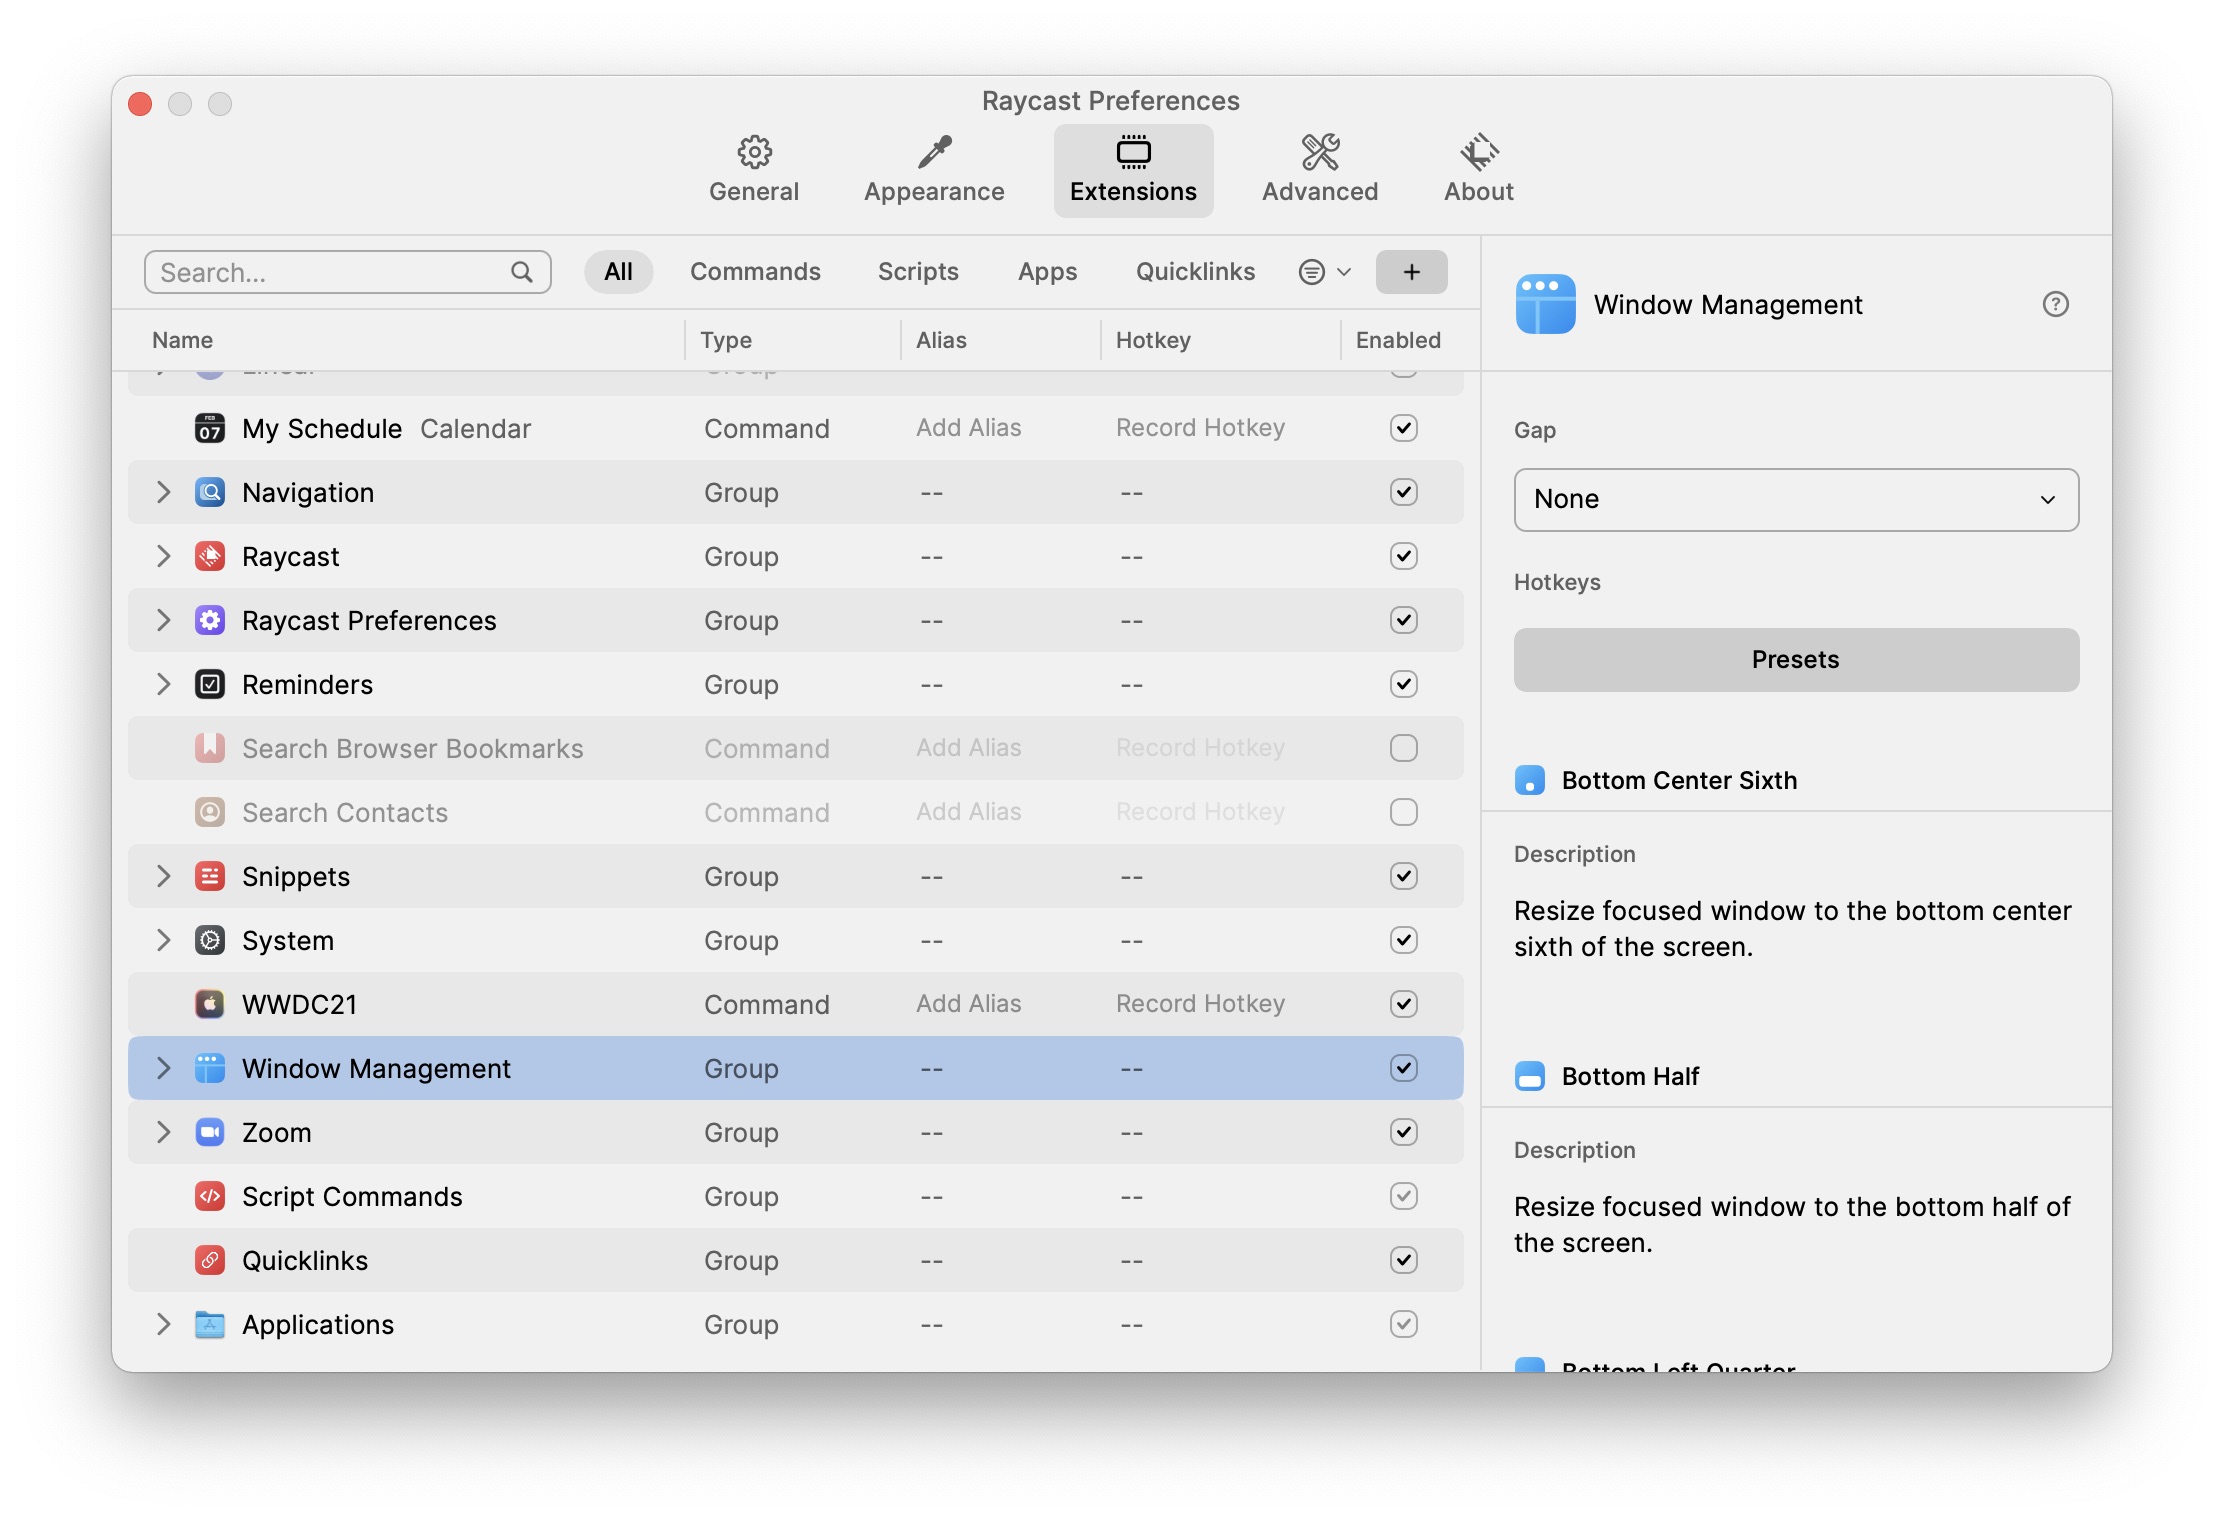 Raycast Preferences
General Appearance Extensions Advanced About
Search... All Commands Scripts Apps Quicklinks +
Name Type Alias Hotkey Enabled
FEB
07 My Schedule Calendar Command Add Alias Record Hotkey
Navigation Group -- --
Raycast Group -- --
Raycast Preferences Group -- --
Reminders Group -- --
Search Browser Bookmarks Command Add Alias Record Hotkey
Search Contacts Command Add Alias Record Hotkey
Snippets Group -- --
System Group -- --
WWDC21 Command Add Alias Record Hotkey
Window Management Group -- --
Zoom Group -- --
Script Commands Group -- --
Quicklinks Group -- --
Applications Group -- --
Window Management ?
Gap
None
Hotkeys
Presets
Bottom Center Sixth
Description
Resize focused window to the bottom center
sixth of the screen.
Bottom Half
Description
Resize focused window to the bottom half of
the screen.
Bottom Left Quarter